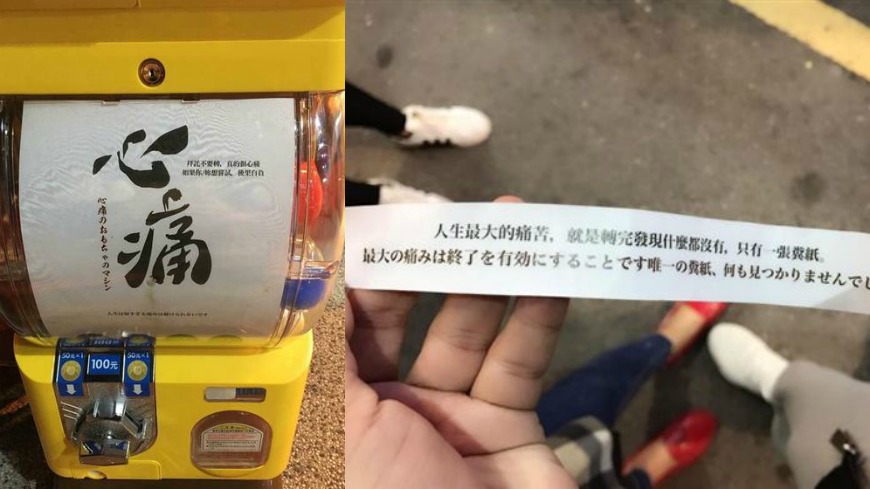 心痛
拜託不要轉，真的很心痛
如果你/妳想嘗試，後果自負
心痛のおもちゃのマシン
50元×1
100元
50元×1
人生最大的痛苦，就是轉完發現什麼都沒有，只有一張糞紙。
最大の痛みは終了を有効にすることです唯一の糞紙、何も見つかりませんでし